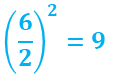 (6/2)² = 9